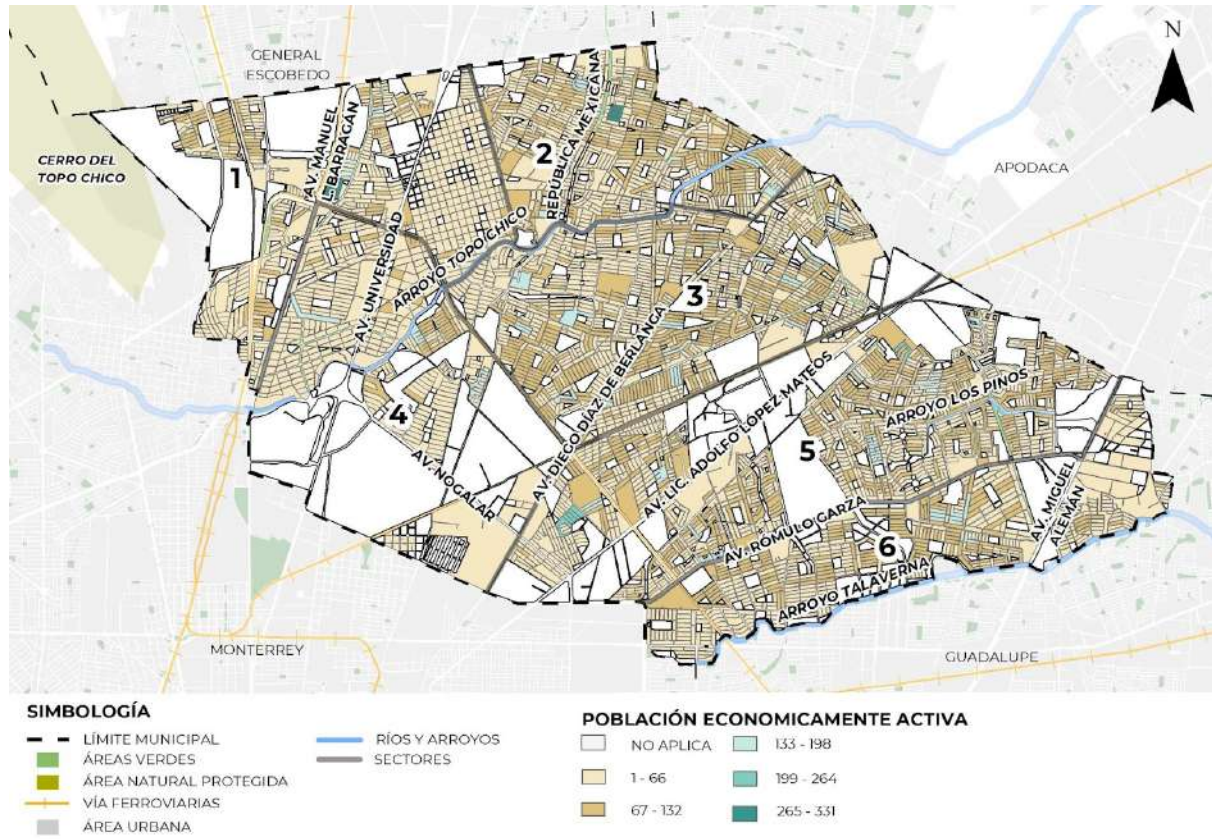 N
GENERAL
ESCOBEDO
CERRO DEL
TOPO CHICO
1
AV. MANUEL
L. BARRAGÁN
2
REPÚBLICA MEXICANA
APODACA
AV. UNIVERSIDAD
ARROYO TOPO CHICO
3
AV. DIEGO DÍAZ DE BERLANGA
4
AV. NOGALAR
AV. LIC. ADOLFO LÓPEZ MATEOS
5
ARROYO LOS PINOS
AV. MIGUEL
ALEMÁN
AV. ROMULO GARZA
6
ARROYO TALAVERNA
MONTERREY
GUADALUPE
SIMBOLOGÍA
LÍMITE MUNICIPAL
ÁREAS VERDES
ÁREA NATURAL PROTEGIDA
VÍA FERROVIARIAS
ÁREA URBANA
RÍOS Y ARROYOS
SECTORES
POBLACIÓN ECONOMICAMENTE ACTIVA
NO APLICA
1 - 66
67 - 132
133 - 198
199 - 264
265 - 331